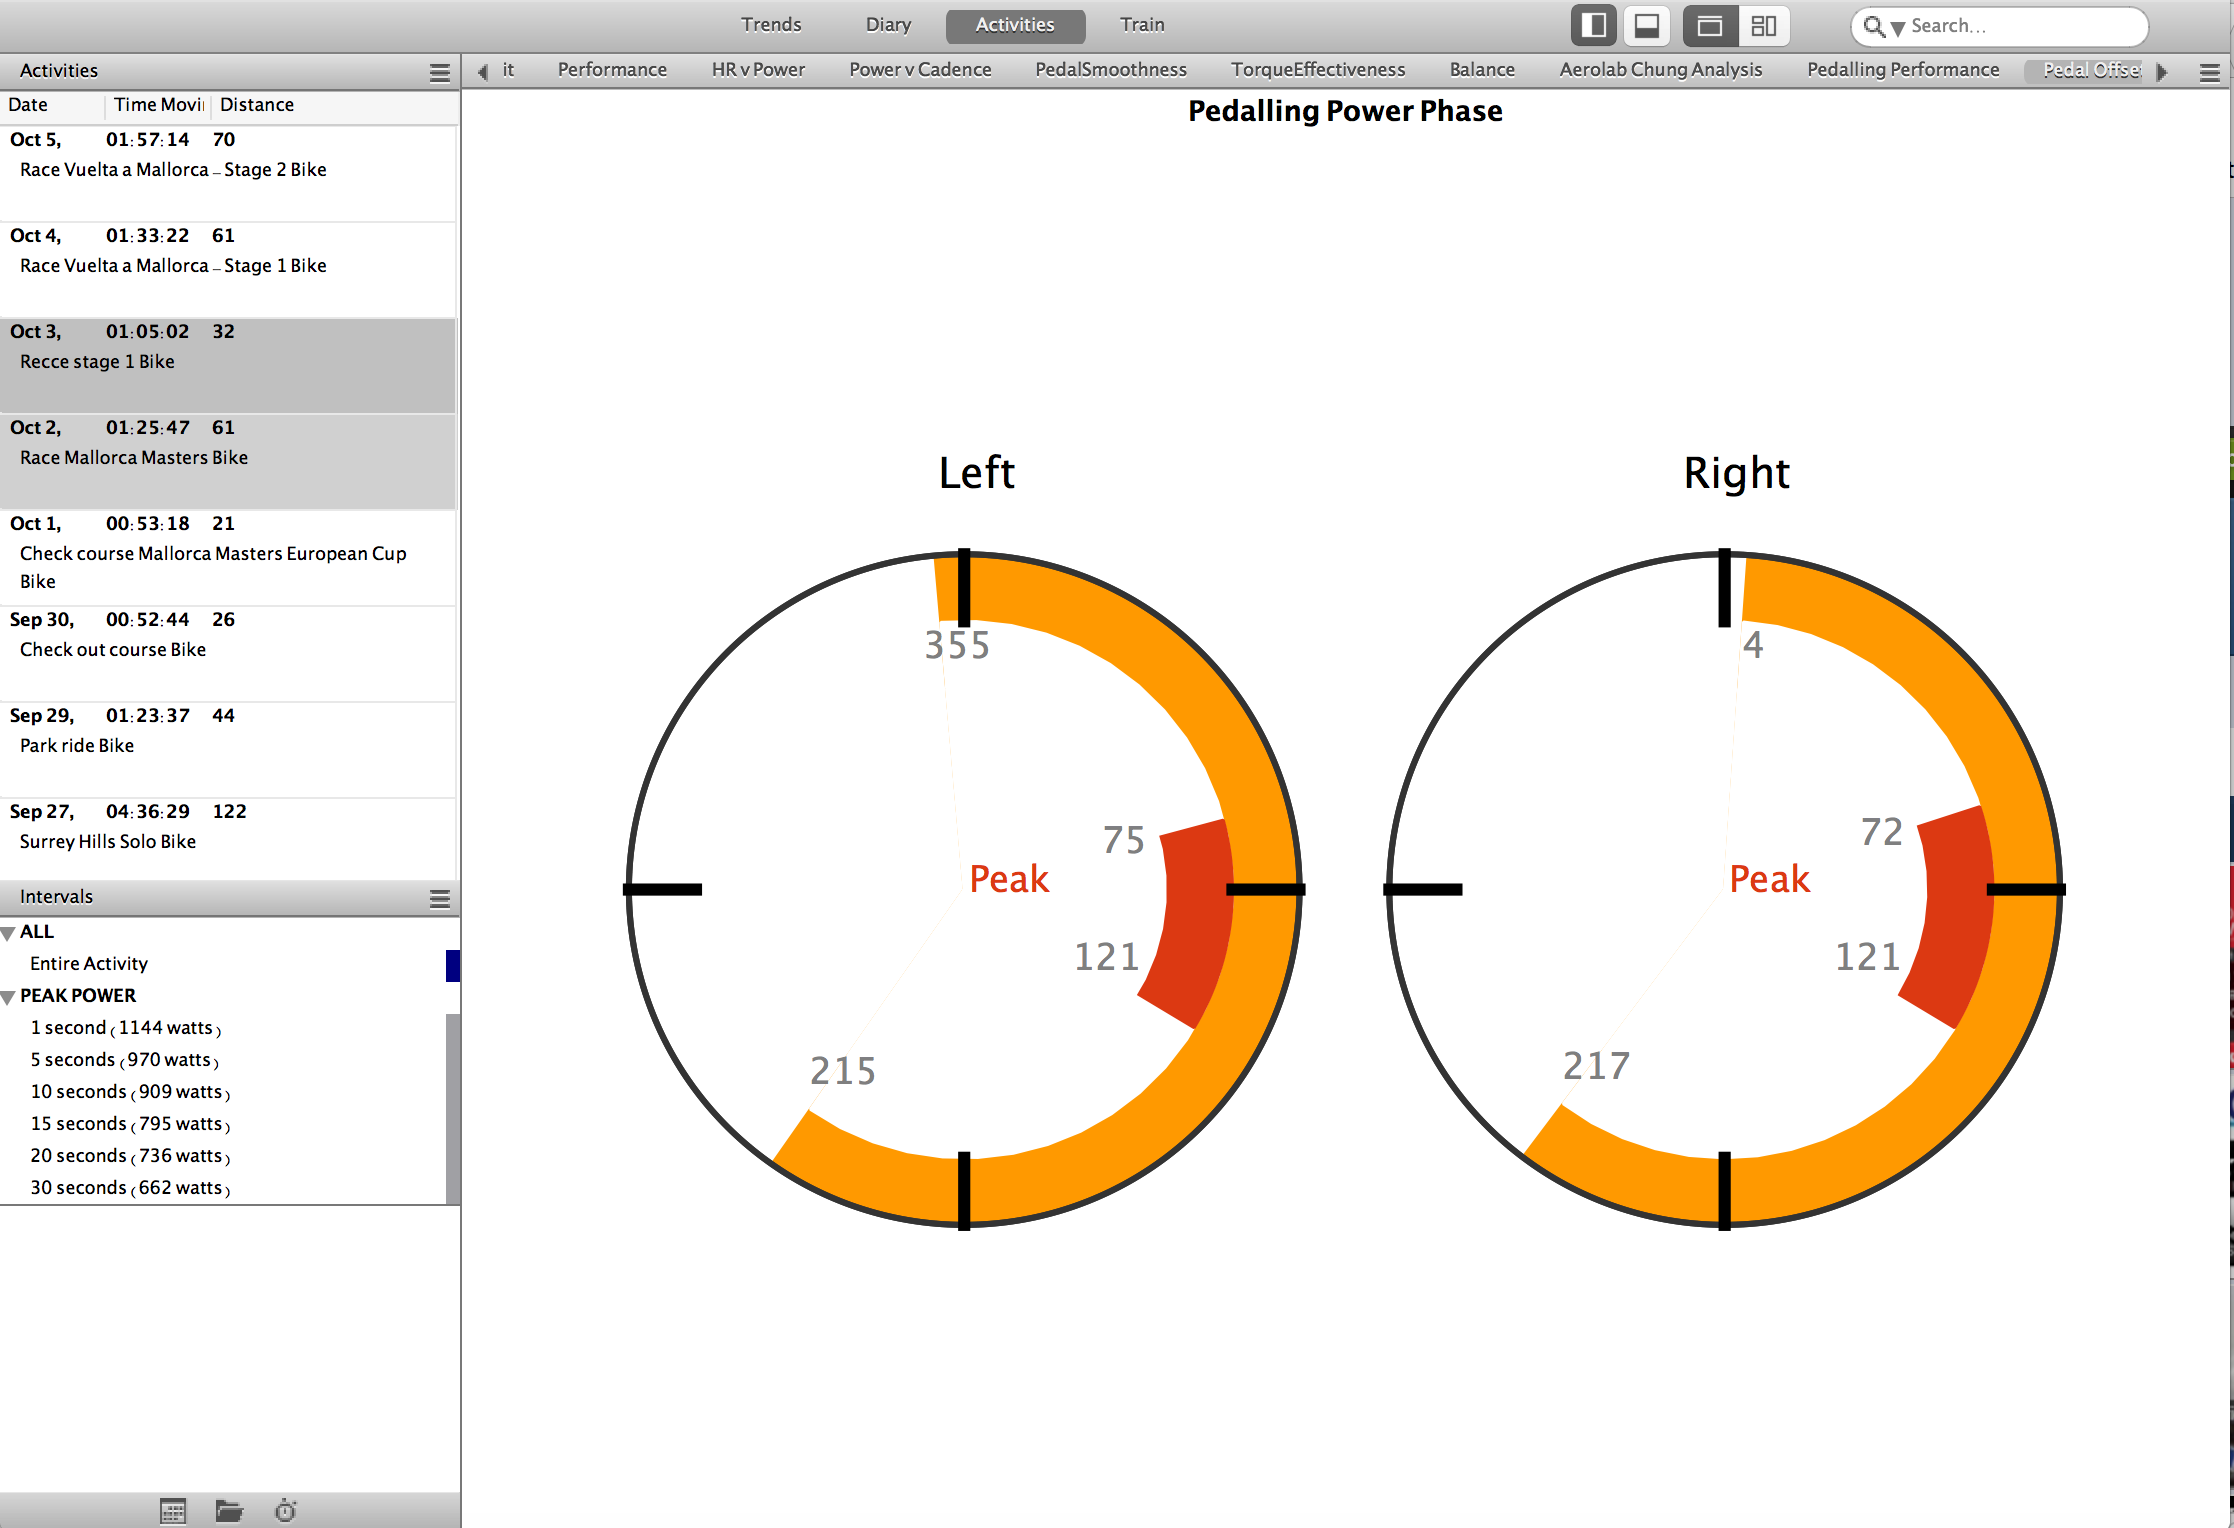 Trends Diary Activities Train Search...
Activities
it Performance HR v Power Power v Cadence PedalSmoothness TorqueEffectiveness Balance Aerolab Chung Analysis Pedalling Performance Pedal Offse
Date Time Movi Distance
Oct 5, 01:57:14 70
Race Vuelta a Mallorca - Stage 2 Bike
Oct 4, 01:33:22 61
Race Vuelta a Mallorca - Stage 1 Bike
Oct 3, 01:05:02 32
Recce stage 1 Bike
Oct 2, 01:25:47 61
Race Mallorca Masters Bike
Oct 1, 00:53:18 21
Check course Mallorca Masters European Cup
Bike
Sep 30, 00:52:44 26
Check out course Bike
Sep 29, 01:23:37 44
Park ride Bike
Sep 27, 04:36:29 122
Surrey Hills Solo Bike
Intervals
ALL
Entire Activity
PEAK POWER
1 second (1144 watts)
5 seconds (970 watts)
10 seconds (909 watts)
15 seconds (795 watts)
20 seconds (736 watts)
30 seconds (662 watts)
Pedalling Power Phase
Left
355
75
Peak
121
215
Right
4
72
Peak
121
217